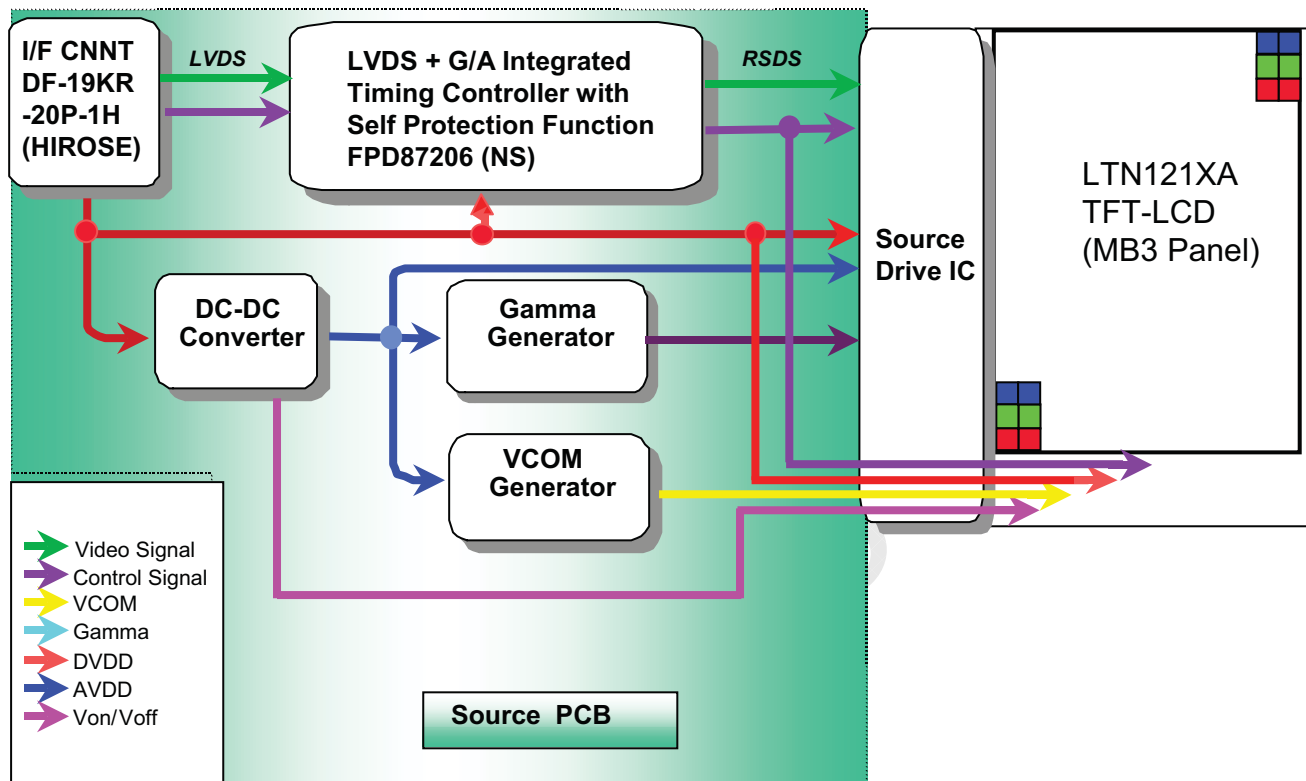 I/F CNNT
DF-19KR
-20P-1H
(HIROSE)
LVDS
LVDS + G/A Integrated
Timing Controller with
Self Protection Function
FPD87206 (NS)
RSDS
Source
Drive IC
LTN121XA
TFT-LCD
(MB3 Panel)
DC-DC
Converter
Gamma
Generator
VCOM
Generator
Video Signal
Control Signal
VCOM
Gamma
DVDD
AVDD
Von/Voff
Source PCB